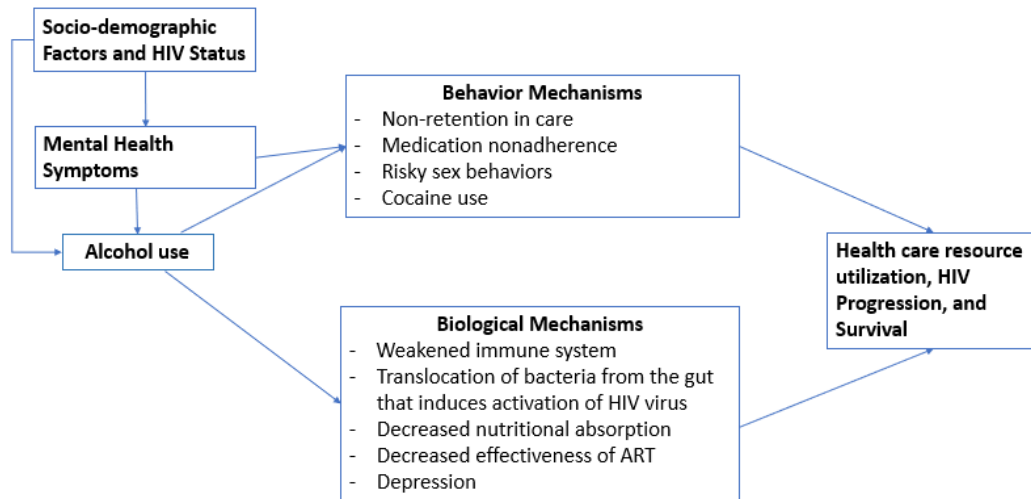 Socio-demographic
Factors and HIV Status
Mental Health
Symptoms
Alcohol use
Behavior Mechanisms
- Non-retention in care
- Medication nonadherence
- Risky sex behaviors
- Cocaine use
Biological Mechanisms
- Weakened immune system
- Translocation of bacteria from the gut
that induces activation of HIV virus
- Decreased nutritional absorption
- Decreased effectiveness of ART
- Depression
Health care resource
utilization, HIV
Progression, and
Survival